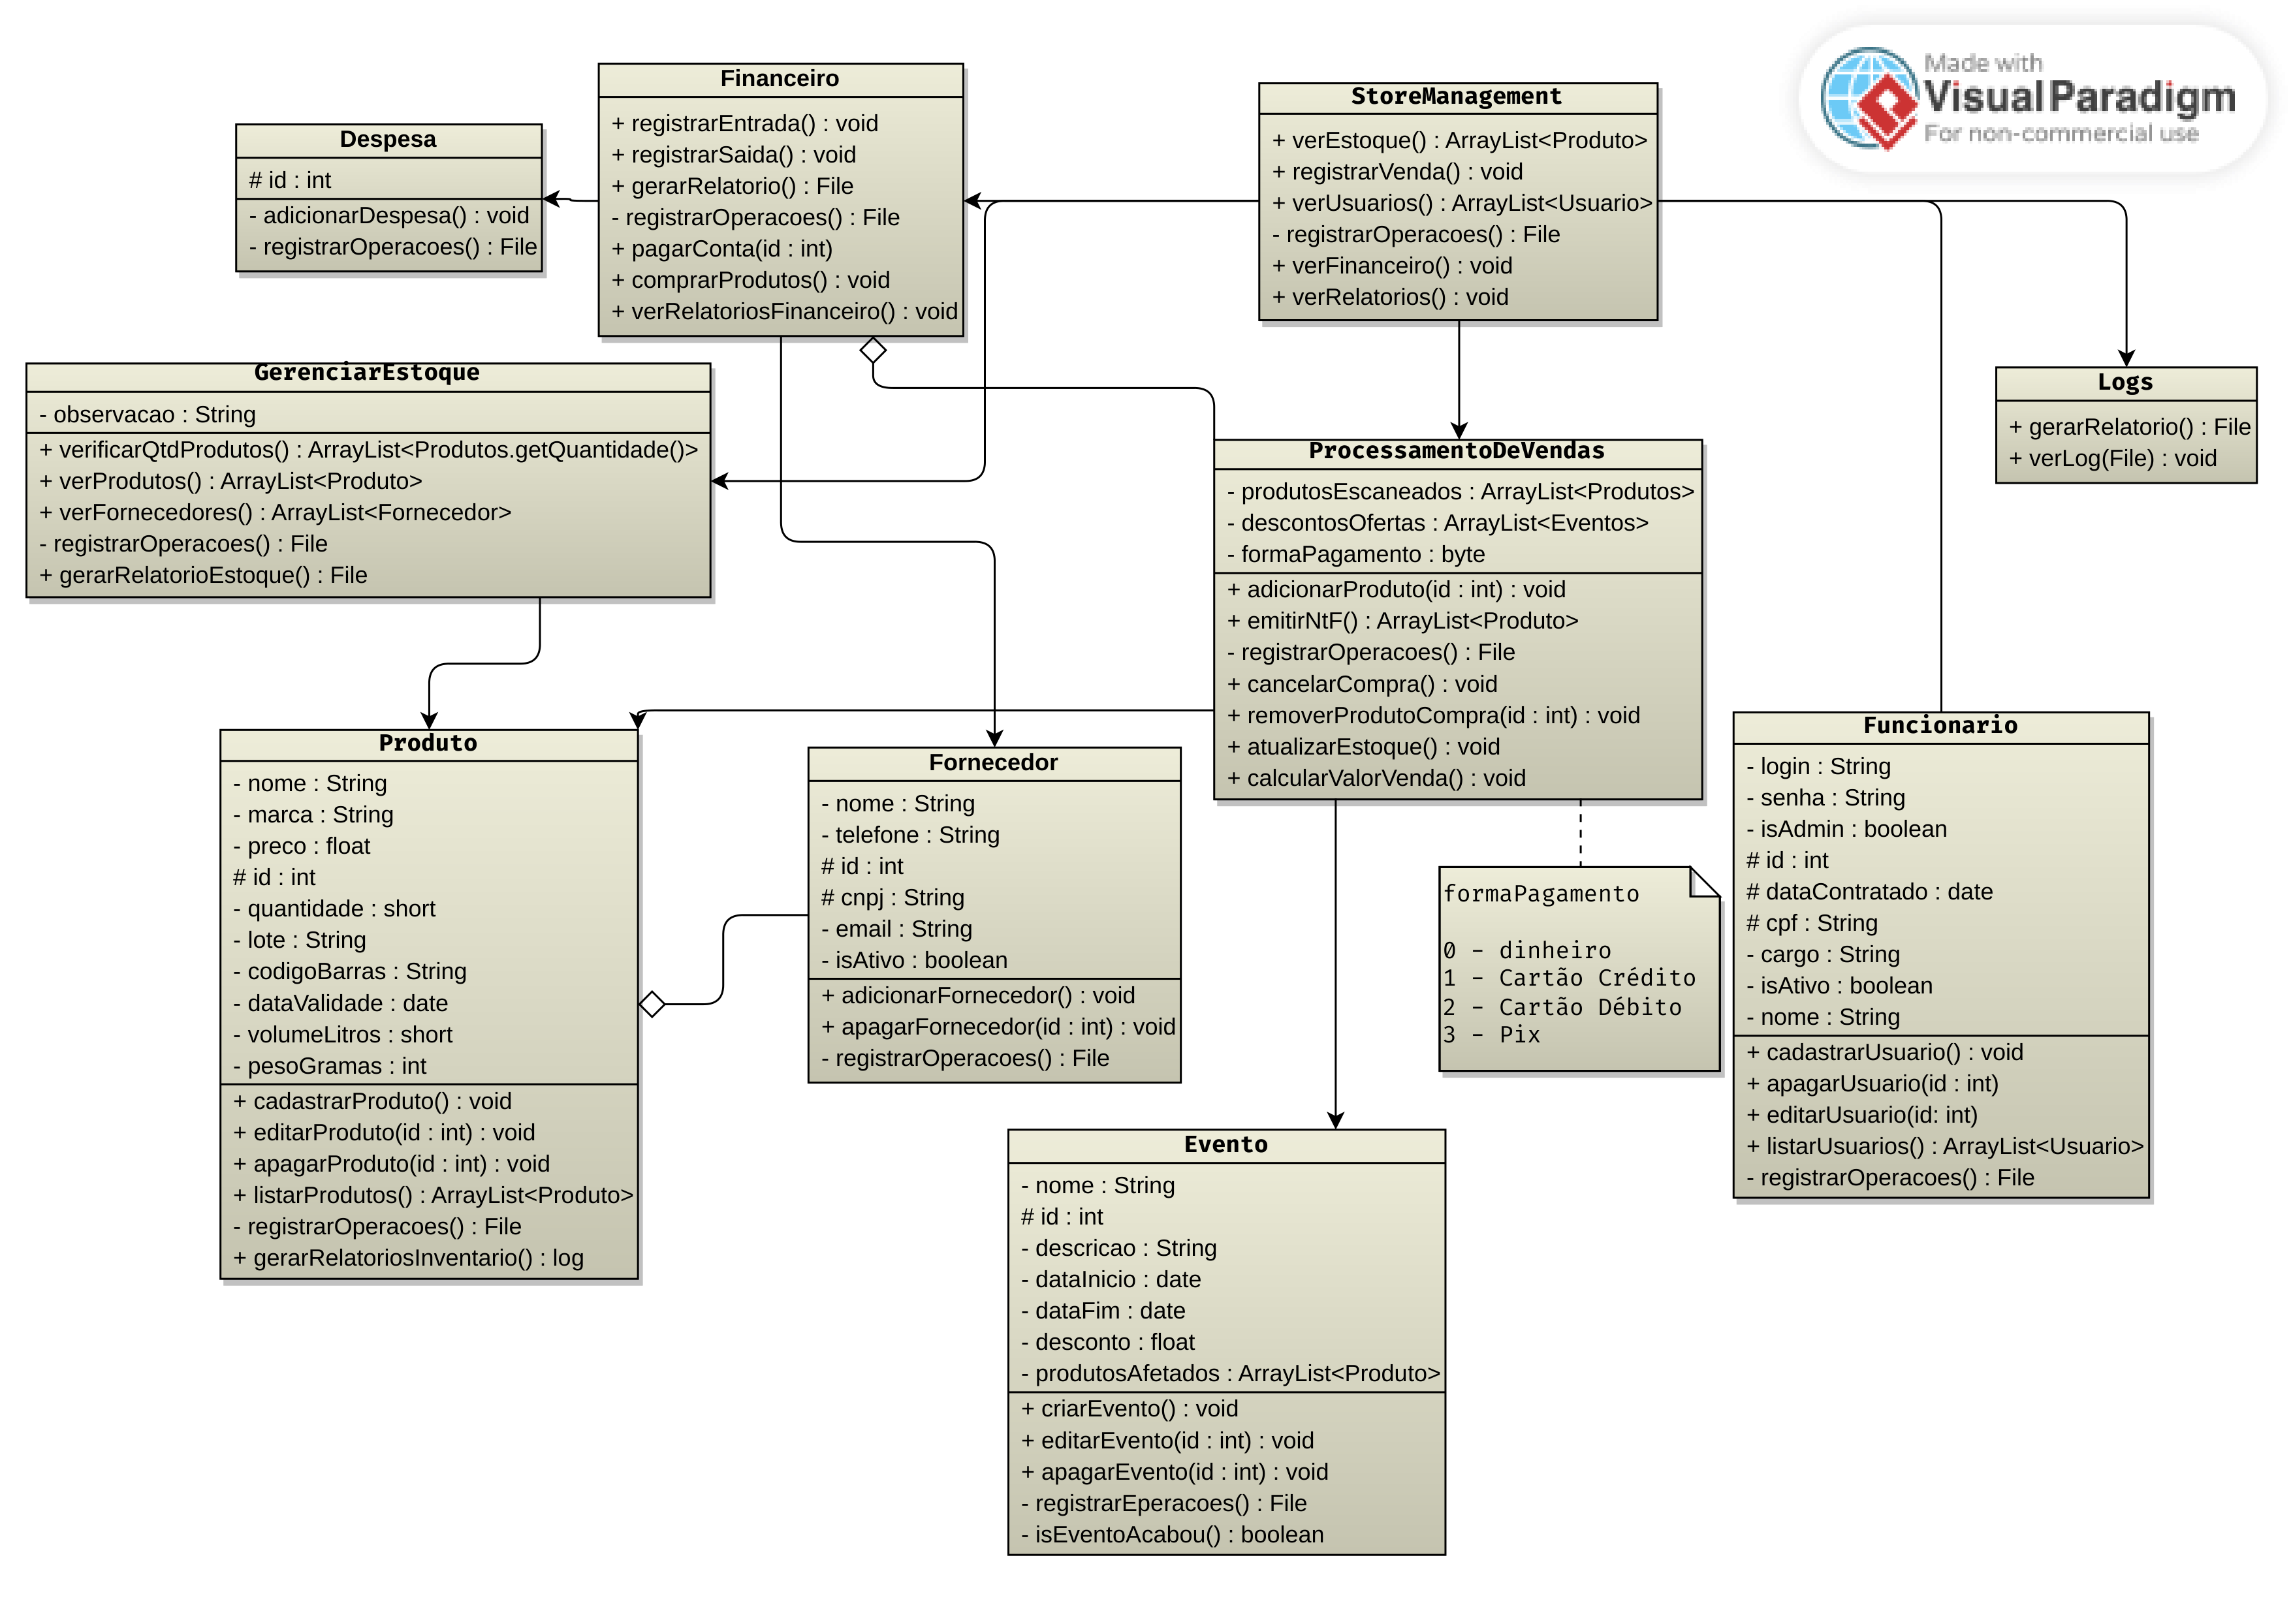 Made with
Visual Paradigm
For non-commercial use
Financeiro
+ registrarEntrada() : void
+ registrarSaida() : void
+ gerarRelatorio() : File
- registrarOperacoes() : File
+ pagarConta(id : int)
+ comprarProdutos() : void
+ verRelatoriosFinanceiro() : void
StoreManagement
+ verEstoque() : ArrayList<Produto>
+ registrarVenda() : void
+ verUsuarios() : ArrayList<Usuario>
- registrarOperacoes() : File
+ verFinanceiro() : void
+ verRelatorios() : void
Despesa
# id : int
- adicionarDespesa() : void
- registrarOperacoes() : File
GerenciarEstoque
- observacao : String
+ verificarQtdProdutos() : ArrayList<Produtos.getQuantidade()>
+ verProdutos() : ArrayList<Produto>
+ verFornecedores() : ArrayList<Fornecedor>
- registrarOperacoes() : File
+ gerarRelatorioEstoque() : File
Logs
+ gerarRelatorio() : File
+ verLog(File) : void
ProcessamentoDeVendas
- produtosEscaneados : ArrayList<Produtos>
- descontosOfertas : ArrayList<Eventos>
- formaPagamento : byte
+ adicionarProduto(id : int) : void
+ emitirNtF() : ArrayList<Produto>
- registrarOperacoes() : File
+ cancelarCompra() : void
+ removerProdutoCompra(id : int) : void
+ atualizarEstoque() : void
+ calcularValorVenda() : void
Produto
- nome : String
- marca : String
- preco : float
# id : int
- quantidade : short
- lote : String
- codigoBarras : String
- dataValidade : date
- volumeLitros : short
- pesoGramas : int
+ cadastrarProduto() : void
+ editarProduto(id : int) : void
+ apagarProduto(id : int) : void
+ listarProdutos() : ArrayList<Produto>
- registrarOperacoes() : File
+ gerarRelatoriosInventario() : log
Fornecedor
- nome : String
- telefone : String
# id : int
# cnpj : String
- email : String
- isAtivo : boolean
+ adicionarFornecedor() : void
+ apagarFornecedor(id : int) : void
- registrarOperacoes() : File
formaPagamento
0 - dinheiro
1 - Cartão Crédito
2 - Cartão Débito
3 - Pix
Funcionario
- login : String
- senha : String
- isAdmin : boolean
# id : int
# dataContratado : date
# cpf : String
- cargo : String
- isAtivo : boolean
- nome : String
+ cadastrarUsuario() : void
+ apagarUsuario(id : int)
+ editarUsuario(id: int)
+ listarUsuarios() : ArrayList<Usuario>
- registrarOperacoes() : File
Evento
- nome : String
# id : int
- descricao : String
- dataInicio : date
- dataFim : date
- desconto : float
- produtosAfetados : ArrayList<Produto>
+ criarEvento() : void
+ editarEvento(id : int) : void
+ apagarEvento(id : int) : void
- registrarEperacoes() : File
- isEventoAcabou() : boolean